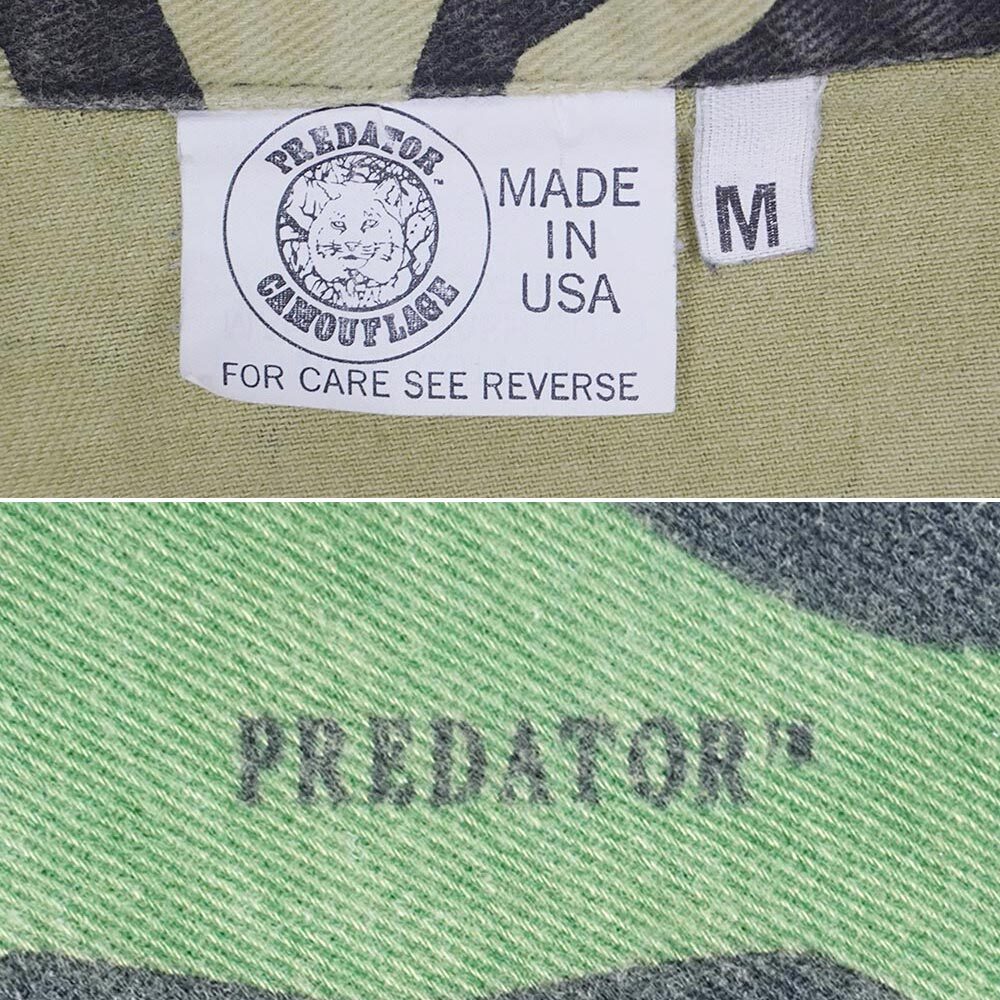 PREDATOR™
CAMOUFLAGE
MADE
IN
USA
FOR CARE SEE REVERSE
M
PREDATOR™